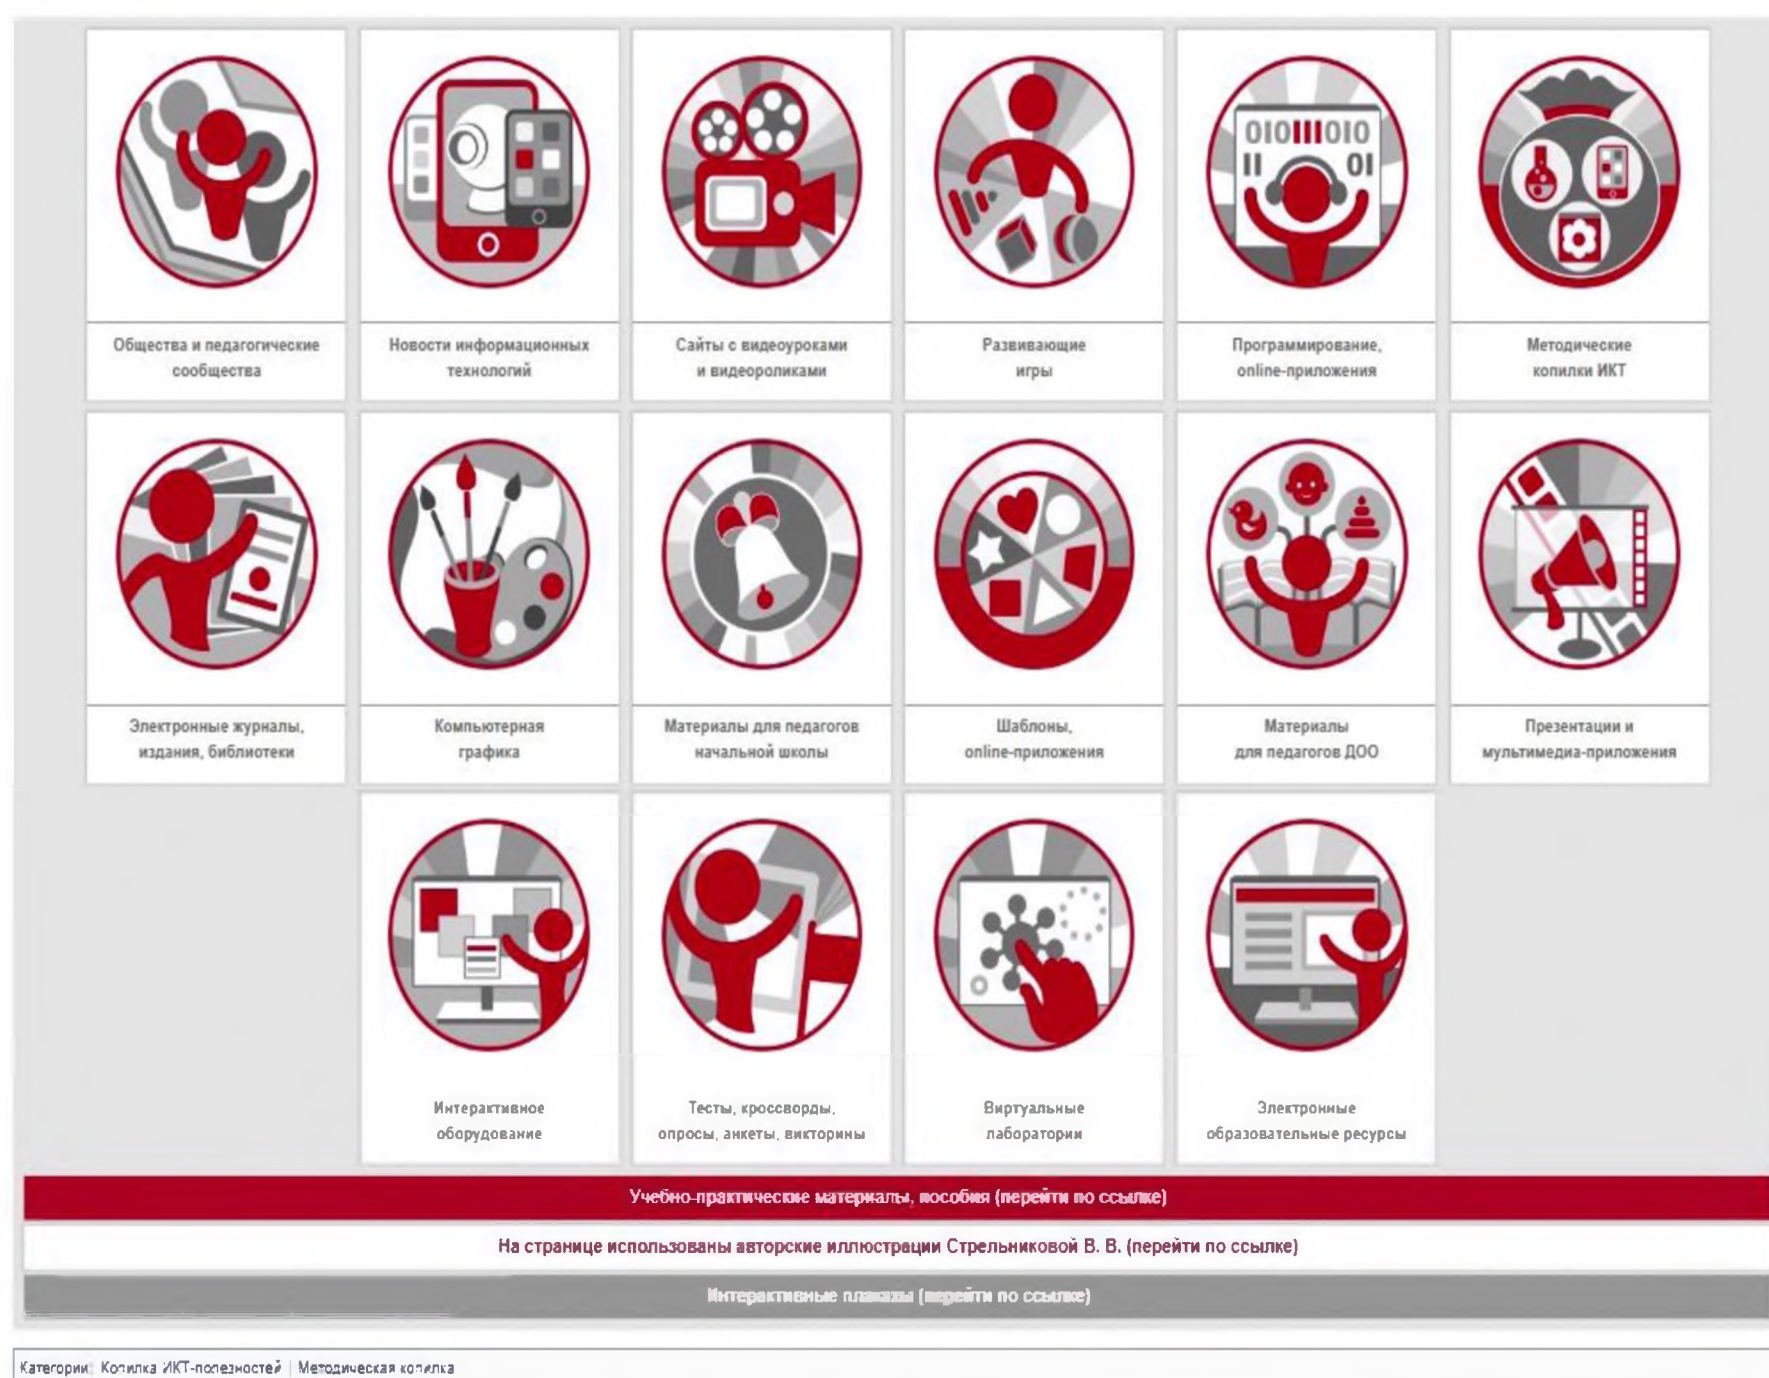 010111010
11 01
Общества и педагогические
сообщества
Новости информационных
технологий
Сайты с видеоуроками
и видеороликами
Развивающие
игры
Программирование,
online-приложения
Методические
копилки ИКТ
Электронные журналы,
издания, библиотеки
Компьютерная
графика
Материалы для педагогов
начальной школы
Шаблоны,
online-приложения
Материалы
для педагогов ДОО
Презентации и
мультимедиа-приложения
Интерактивное
оборудование
Тесты, кроссворды,
опросы, анкеты, викторины
Виртуальные
лаборатории
Электронные
образовательные ресурсы
Учебно-практические материалы, пособия (перейти по ссылке)
На странице использованы авторские иллюстрации Стрельниковой В. В. (перейти по ссылке)
Интерактивные плакаты (перейти по ссылке)
Категории: Копилка ИКТ-полезностей | Методическая копилка